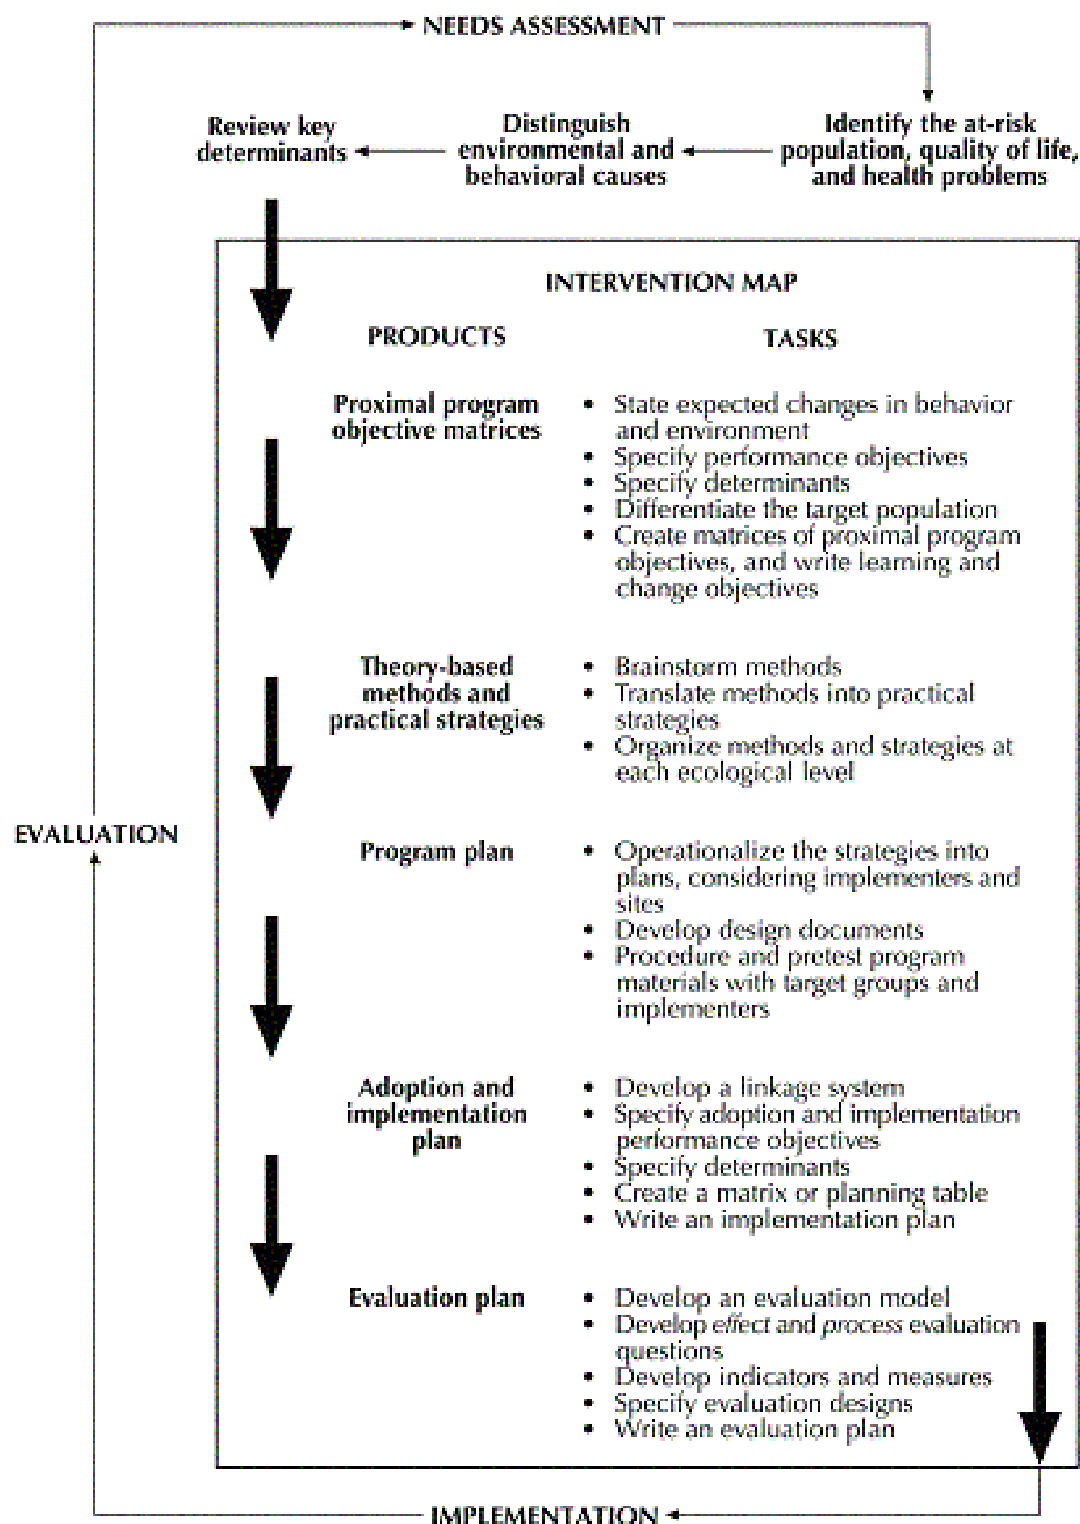 NEEDS ASSESSMENT
Review key
determinants
Distinguish
environmental and
behavioral causes
Identify the at-risk
population, quality of life,
and health problems
INTERVENTION MAP
PRODUCTS
TASKS
Proximal program
objective matrices
• State expected changes in behavior
and environment
• Specify performance objectives
• Specify determinants
• Differentiate the target population
• Create matrices of proximal program
objectives, and write learning and
change objectives
Theory-based
methods and
practical strategies
• Brainstorm methods
• Translate methods into practical
strategies
• Organize methods and strategies at
each ecological level
EVALUATION
Program plan
• Operationalize the strategies into
plans, considering implementers and
sites
• Develop design documents
• Procedure and pretest program
materials with target groups and
implementers
Adoption and
implementation
plan
• Develop a linkage system
• Specify adoption and implementation
performance objectives
• Specify determinants
• Create a matrix or planning table
• Write an implementation plan
Evaluation plan
• Develop an evaluation model
• Develop effect and process evaluation
questions
• Develop indicators and measures
• Specify evaluation designs
• Write an evaluation plan
IMPLEMENTATION